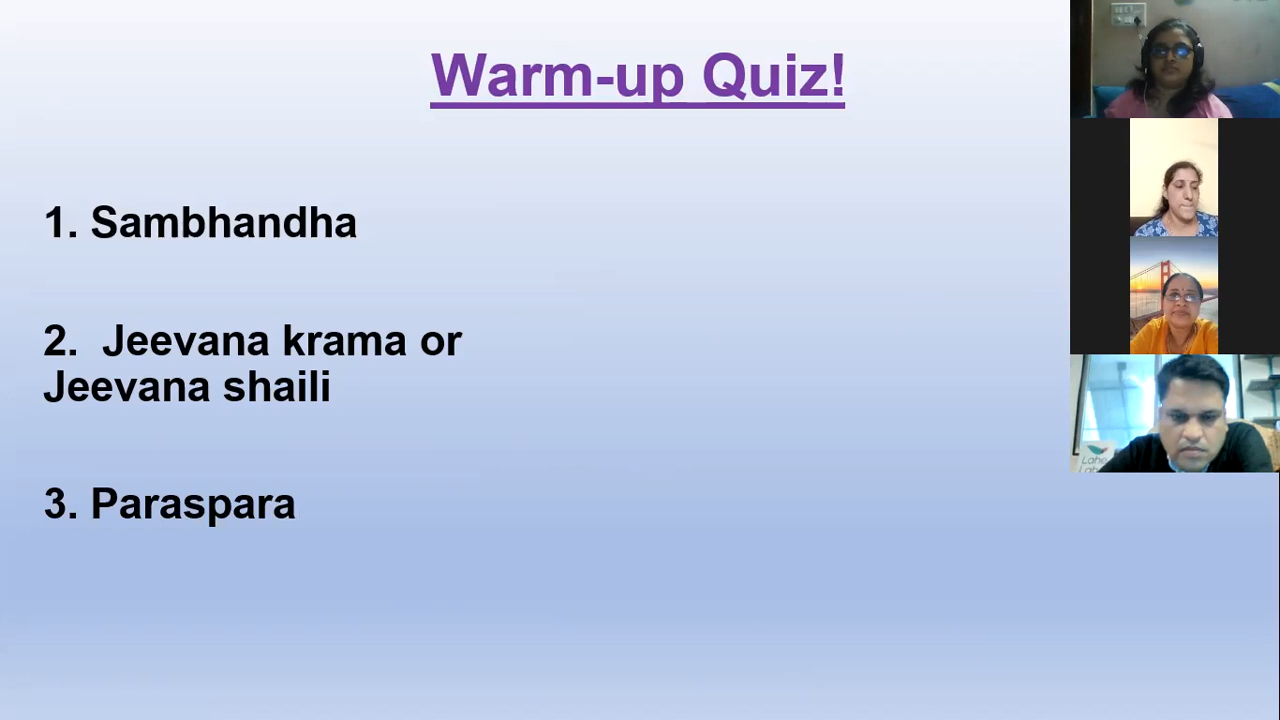 Warm-up Quiz!
1. Sambhandha
2.  Jeevana krama or
Jeevana shaili
3. Paraspara